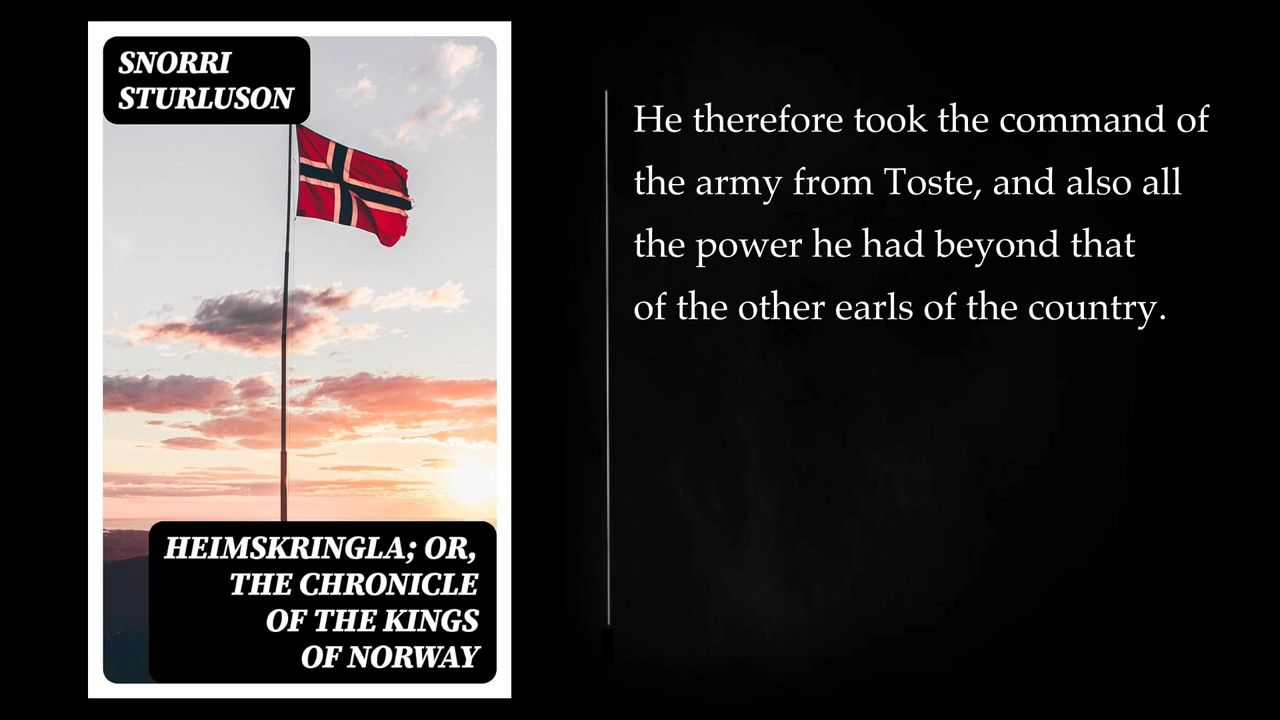 SNORRI
STURLUSON
HEIMSKRINGLA; OR,
THE CHRONICLE
OF THE KINGS
OF NORWAY
He therefore took the command of
the army from Toste, and also all
the power he had beyond that
of the other earls of the country.